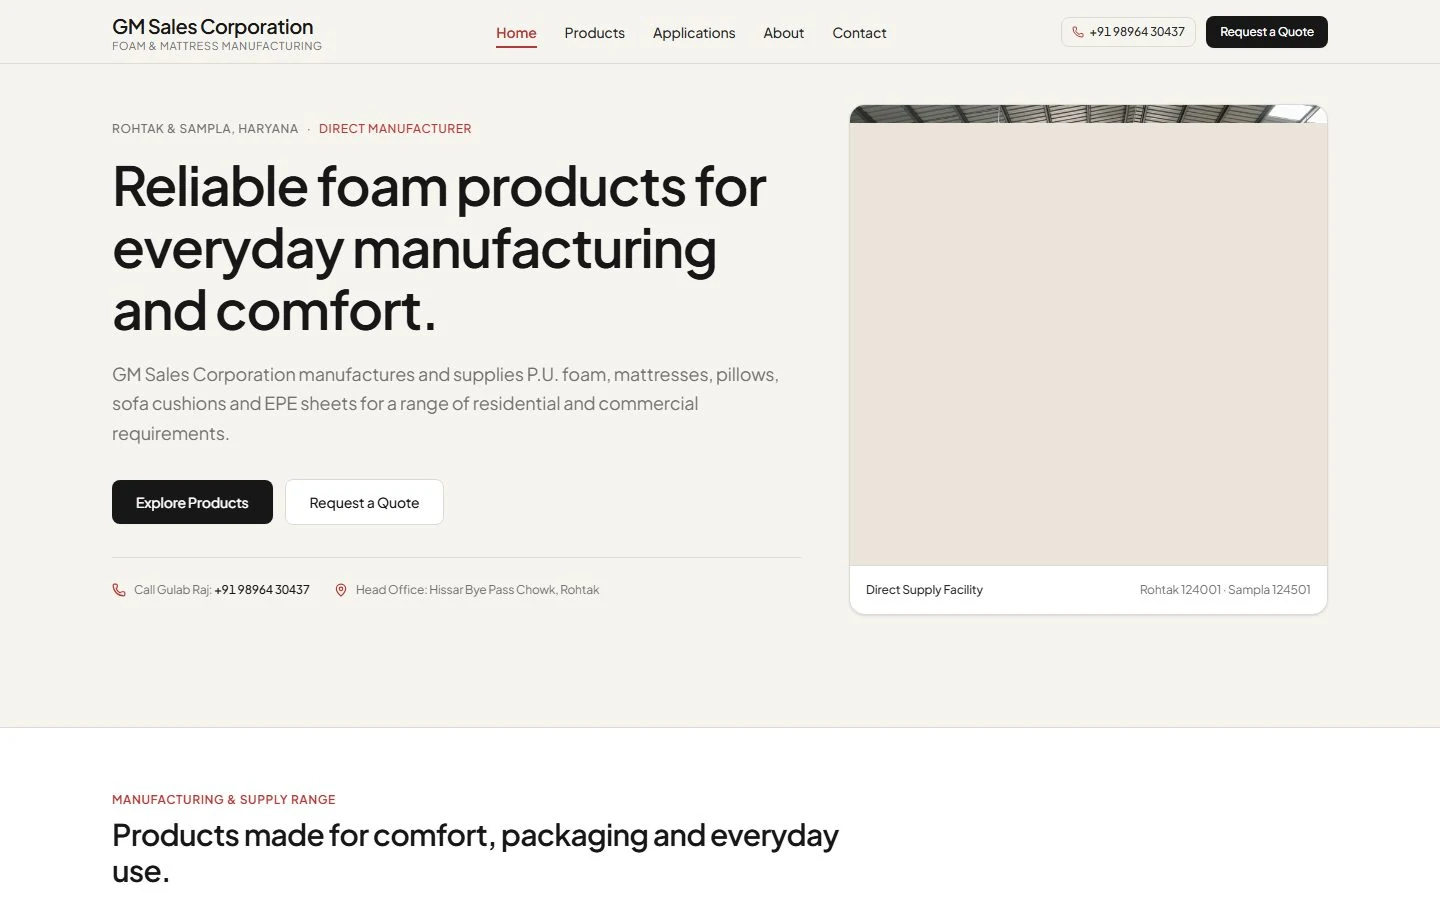 GM Sales Corporation
FOAM & MATTRESS MANUFACTURING
Home
Products
Applications
About
Contact
+91 98964 30437
Request a Quote
ROHTAK & SAMPLA, HARYANA · DIRECT MANUFACTURER
Reliable foam products for
everyday manufacturing
and comfort.
GM Sales Corporation manufactures and supplies P.U. foam, mattresses, pillows,
sofa cushions and EPE sheets for a range of residential and commercial
requirements.
Explore Products
Request a Quote
Call Gulab Raj: +91 98964 30437
Head Office: Hissar Bye Pass Chowk, Rohtak
Direct Supply Facility
Rohtak 124001 · Sampla 124501
MANUFACTURING & SUPPLY RANGE
Products made for comfort, packaging and everyday
use.